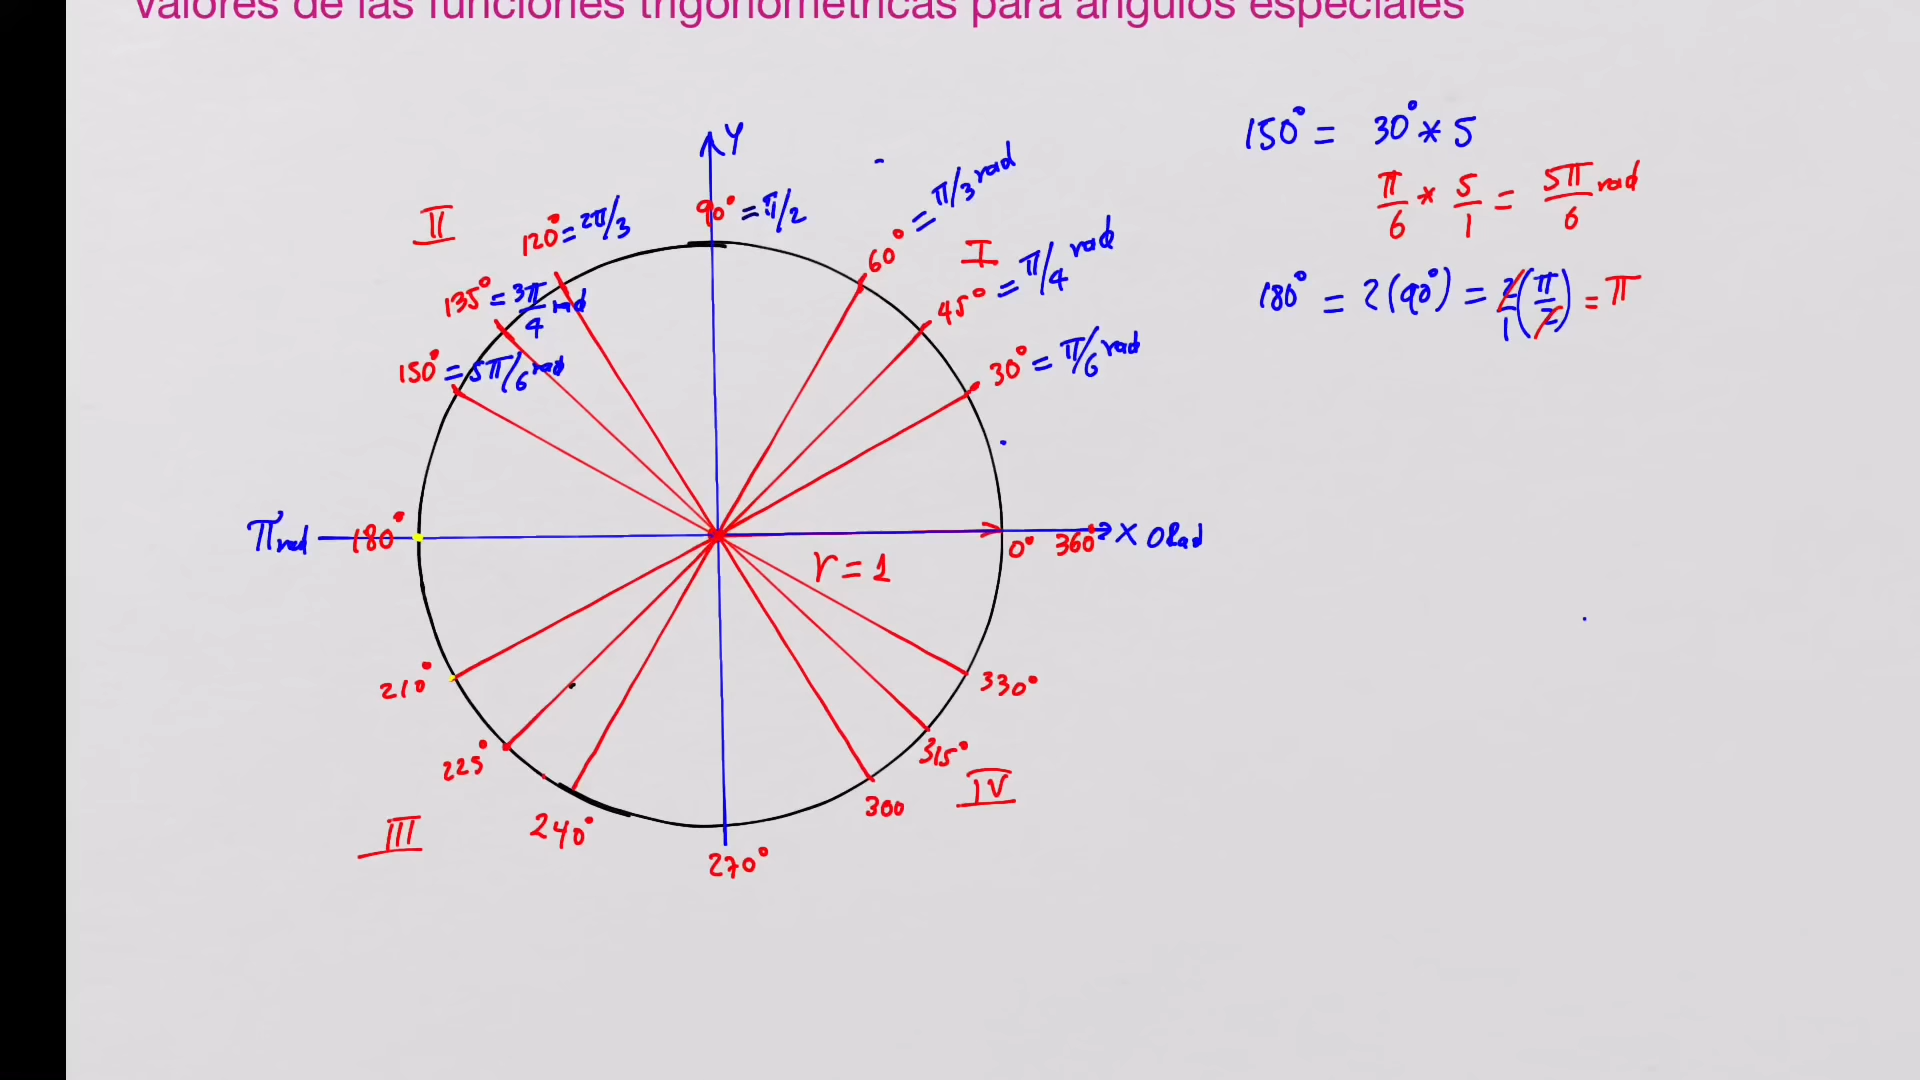 valores de las funciones trigonométricas para ángulos especiales
Y
150° = 30° * 5
π/6 * 5/1 = 5π/6 rad
180° = 2(90°) = 2/1(π/2) = π
II
120° = 2π/3
90° = π/2
60° = π/3 rad
I
135° = 3π/4 rad
45° = π/4 rad
150° = 5π/6 rad
30° = π/6 rad
π rad 180°
0° 360° X 0 Rad
r = 1
210°
330°
225°
315°
IV
300
III
240°
270°